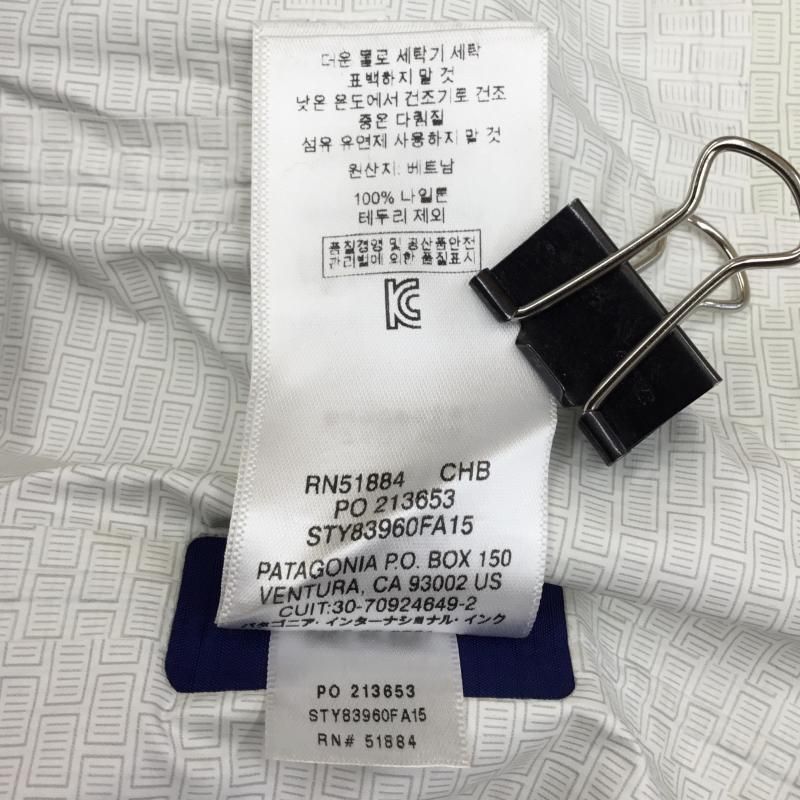 더운 물로 세탁기 세탁
표백하지 말 것
낮은 온도에서 건조기로 건조
중온 다림질
섬유 유연제 사용하지 말 것
원산지: 베트남
100% 나일론
테두리 제외
품질경영 및 공산품안전
관리법에 의한 품질표시
RN51884 CHB
PO 213653
STY83960FA15
PATAGONIA P.O. BOX 150
VENTURA, CA 93002 US
CUIT:30-70924649-2
パタゴニア・インターナショナル・インク
PO 213653
STY83960FA15
RN# 51884